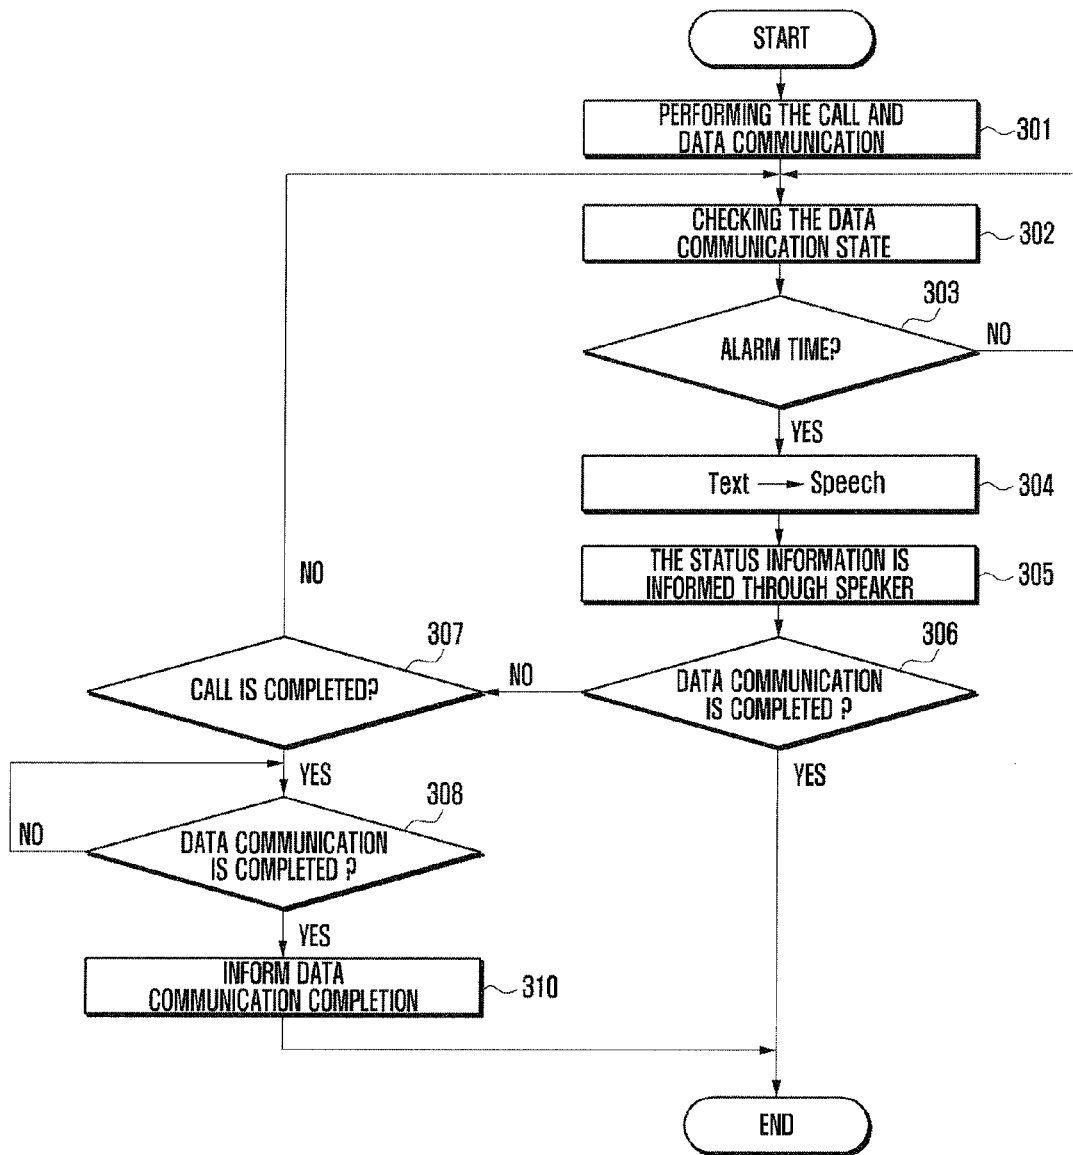 START
PERFORMING THE CALL AND
DATA COMMUNICATION
301
CHECKING THE DATA
COMMUNICATION STATE
302
303
ALARM TIME?
NO
YES
Text → Speech
304
THE STATUS INFORMATION IS
INFORMED THROUGH SPEAKER
305
306
DATA COMMUNICATION
IS COMPLETED ?
NO
YES
307
CALL IS COMPLETED?
NO
YES
308
DATA COMMUNICATION
IS COMPLETED ?
NO
YES
INFORM DATA
COMMUNICATION COMPLETION
310
END